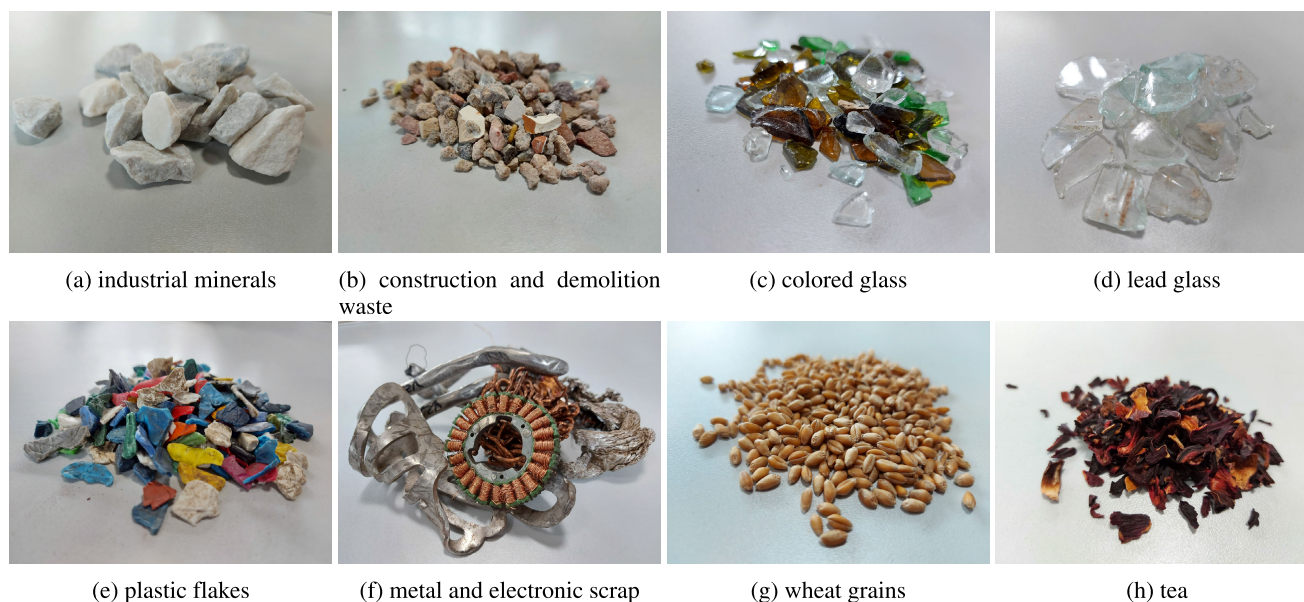 (a) industrial minerals
(b) construction and demolition
waste
(c) colored glass
(d) lead glass
(e) plastic flakes
(f) metal and electronic scrap
(g) wheat grains
(h) tea